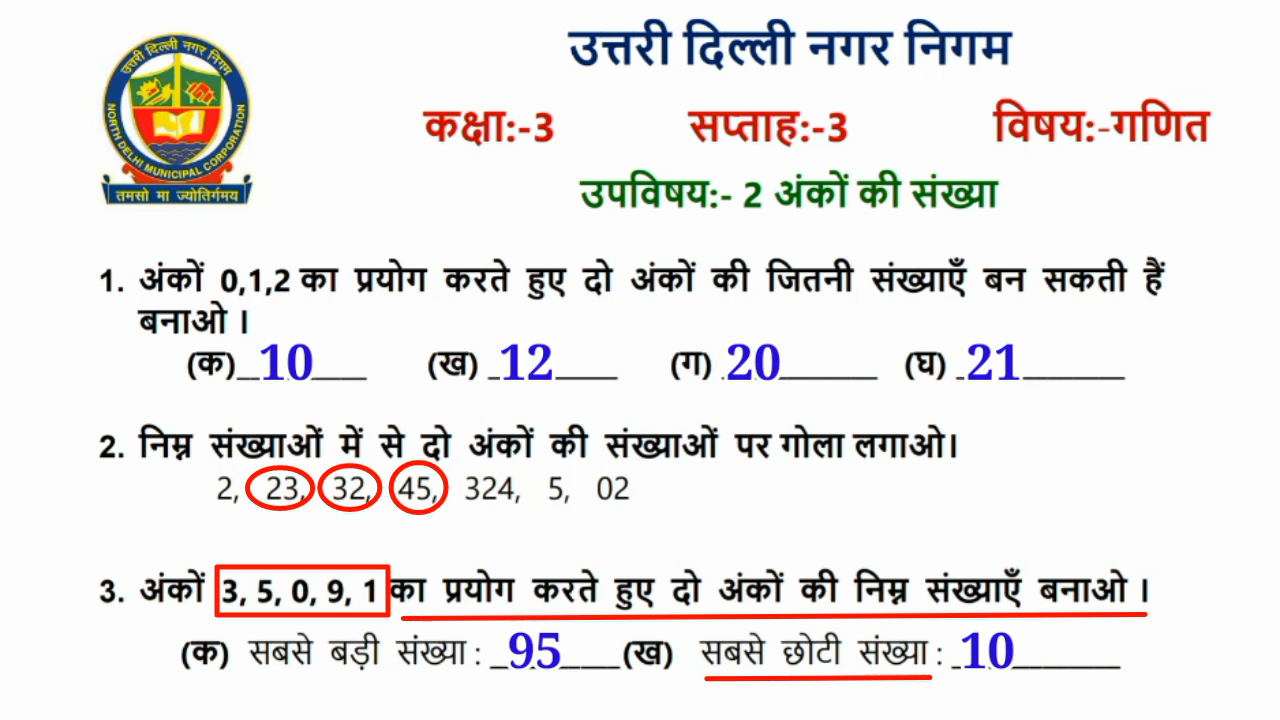 उत्तरी दिल्ली नगर निगम
उत्तरी दिल्ली नगर निगम
NORTH DELHI MUNICIPAL CORPORATION
तमसो मा ज्योतिर्गमय
कक्षा:-3 सप्ताह:-3 विषय:-गणित
उपविषय:- 2 अंकों की संख्या
1. अंकों 0,1,2 का प्रयोग करते हुए दो अंकों की जितनी संख्याएँ बन सकती हैं
बनाओ ।
(क) 10 (ख) 12 (ग) 20 (घ) 21
2. निम्न संख्याओं में से दो अंकों की संख्याओं पर गोला लगाओ।
2, 23, 32, 45, 324, 5, 02
3. अंकों 3, 5, 0, 9, 1 का प्रयोग करते हुए दो अंकों की निम्न संख्याएँ बनाओ ।
(क) सबसे बड़ी संख्या : 95 (ख) सबसे छोटी संख्या : 10